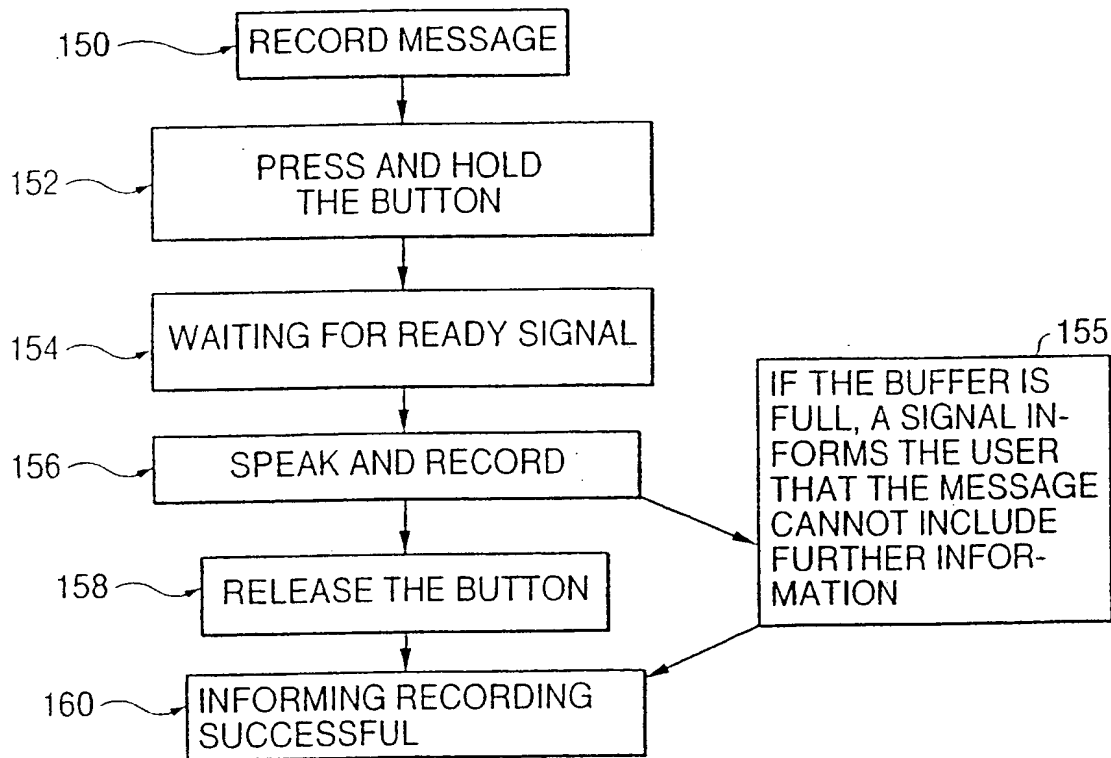 150
RECORD MESSAGE
152
PRESS AND HOLD
THE BUTTON
154
WAITING FOR READY SIGNAL
155
IF THE BUFFER IS
FULL, A SIGNAL IN-
FORMS THE USER
THAT THE MESSAGE
CANNOT INCLUDE
FURTHER INFOR-
MATION
156
SPEAK AND RECORD
158
RELEASE THE BUTTON
160
INFORMING RECORDING
SUCCESSFUL